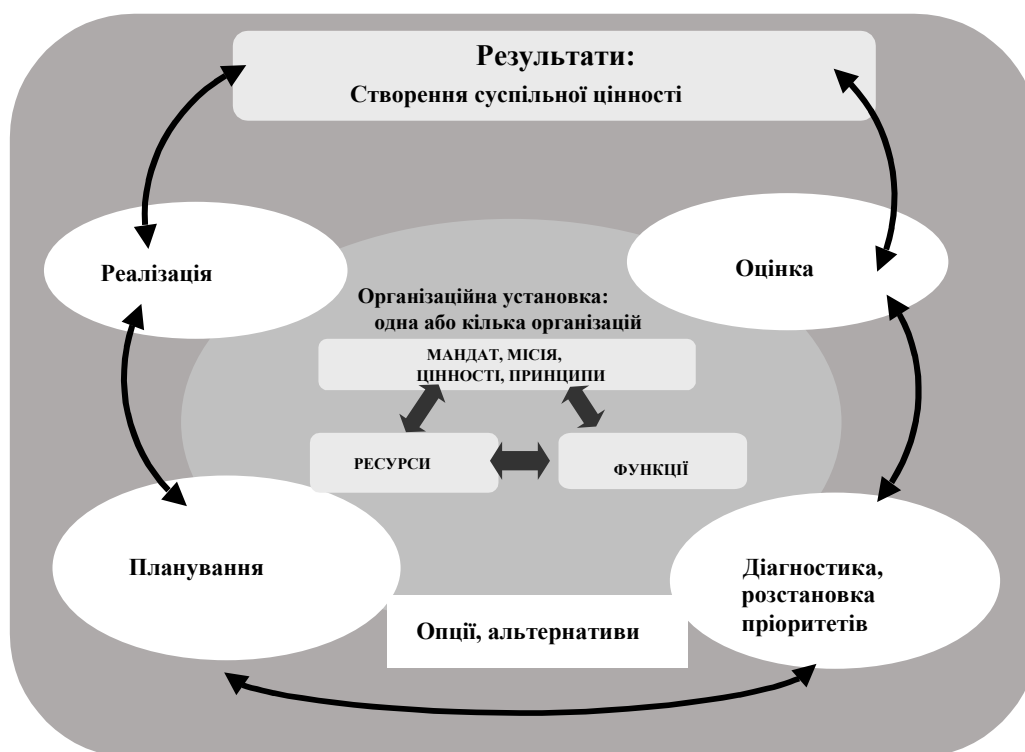 Результати:
Створення суспільної цінності
Реалізація
Оцінка
Організаційна установка:
одна або кілька організацій
МАНДАТ, МІСІЯ,
ЦІННОСТІ, ПРИНЦИПИ
РЕСУРСИ
ФУНКЦІЇ
Планування
Діагностика,
розстановка
пріоритетів
Опції, альтернативи